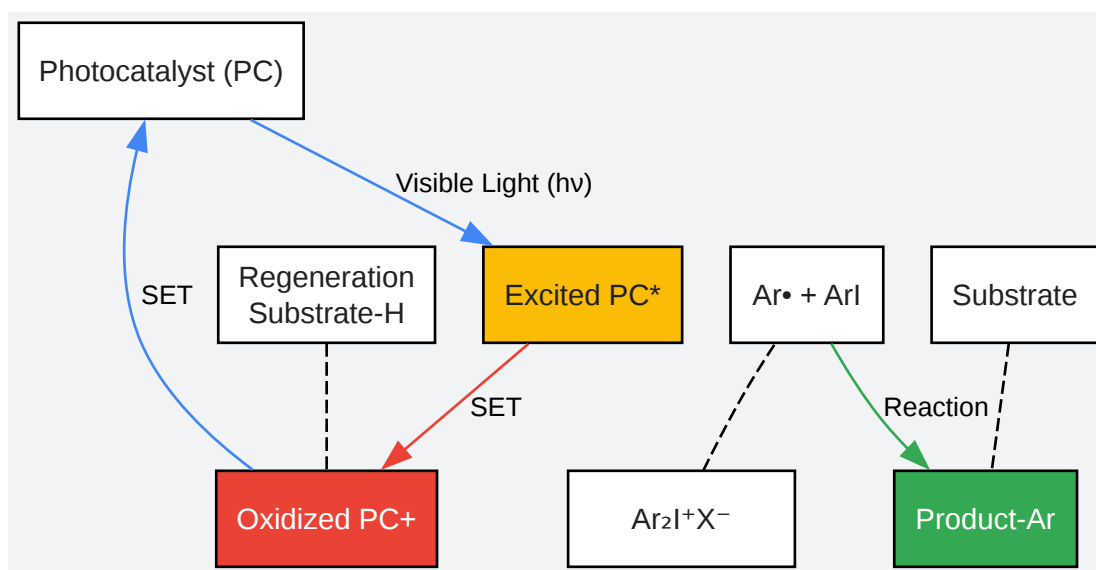 Photocatalyst (PC)
Visible Light (hν)
Regeneration
Substrate-H
Excited PC*
Ar• + ArI
Substrate
SET
SET
Reaction
Oxidized PC+
Ar₂I⁺X⁻
Product-Ar